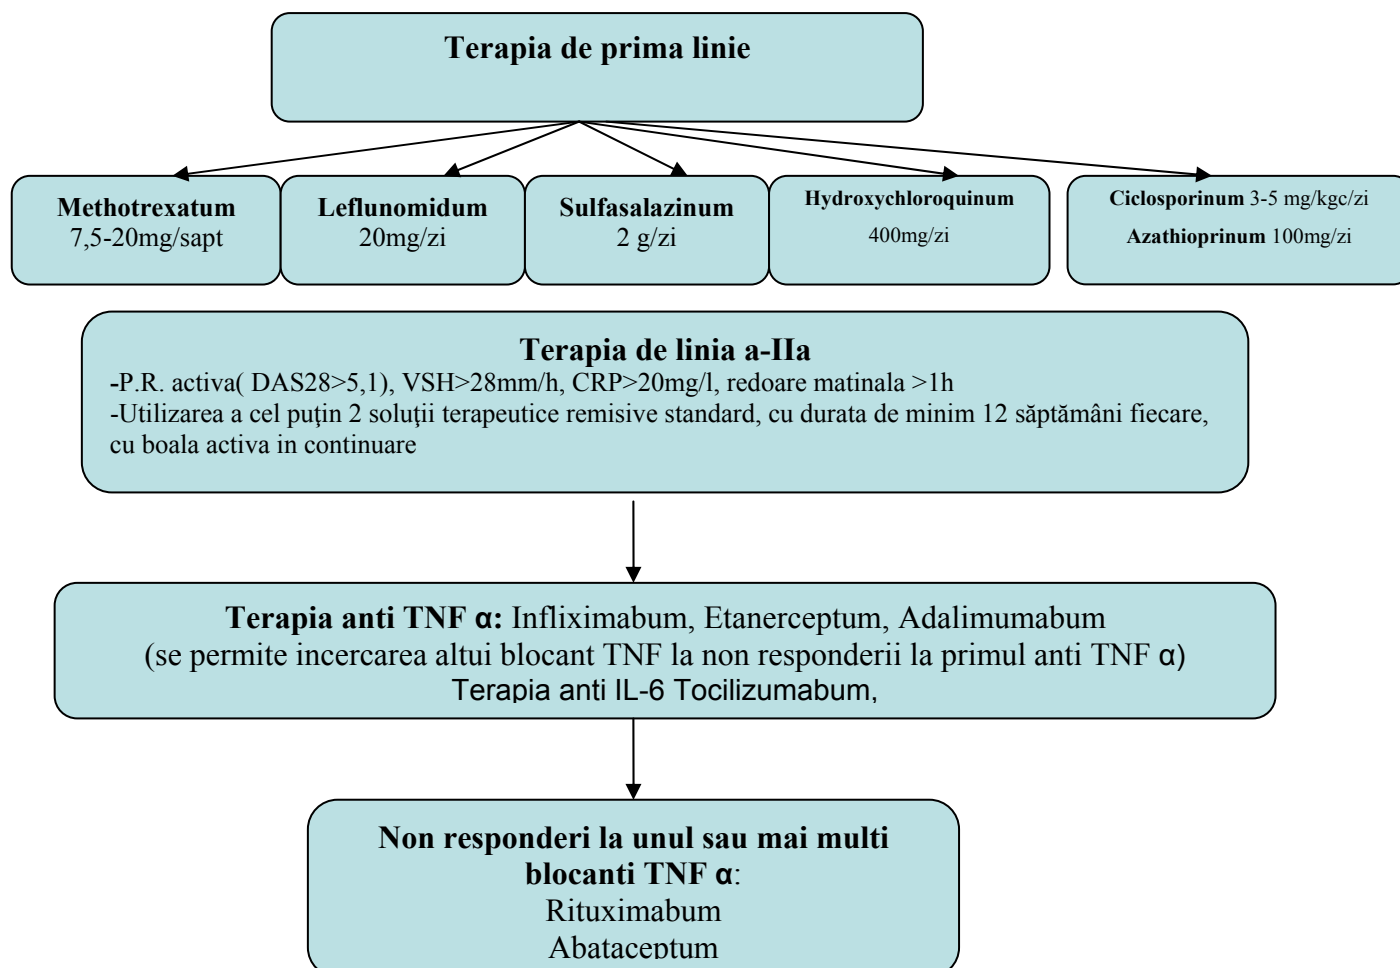 Terapia de prima linie
Methotrexatum
7,5-20mg/sapt
Leflunomidum
20mg/zi
Sulfasalazinum
2 g/zi
Hydroxychloroquinum
400mg/zi
Ciclosporinum 3-5 mg/kgc/zi
Azathioprinum 100mg/zi
Terapia de linia a-IIa
-P.R. activa( DAS28>5,1), VSH>28mm/h, CRP>20mg/l, redoare matinala >1h
-Utilizarea a cel puţin 2 soluţii terapeutice remisive standard, cu durata de minim 12 săptămâni fiecare,
cu boala activa in continuare
Terapia anti TNF α: Infliximabum, Etanerceptum, Adalimumabum
(se permite incercarea altui blocant TNF la non responderii la primul anti TNF α)
Terapia anti IL-6 Tocilizumabum,
Non responderi la unul sau mai multi
blocanti TNF α:
Rituximabum
Abataceptum